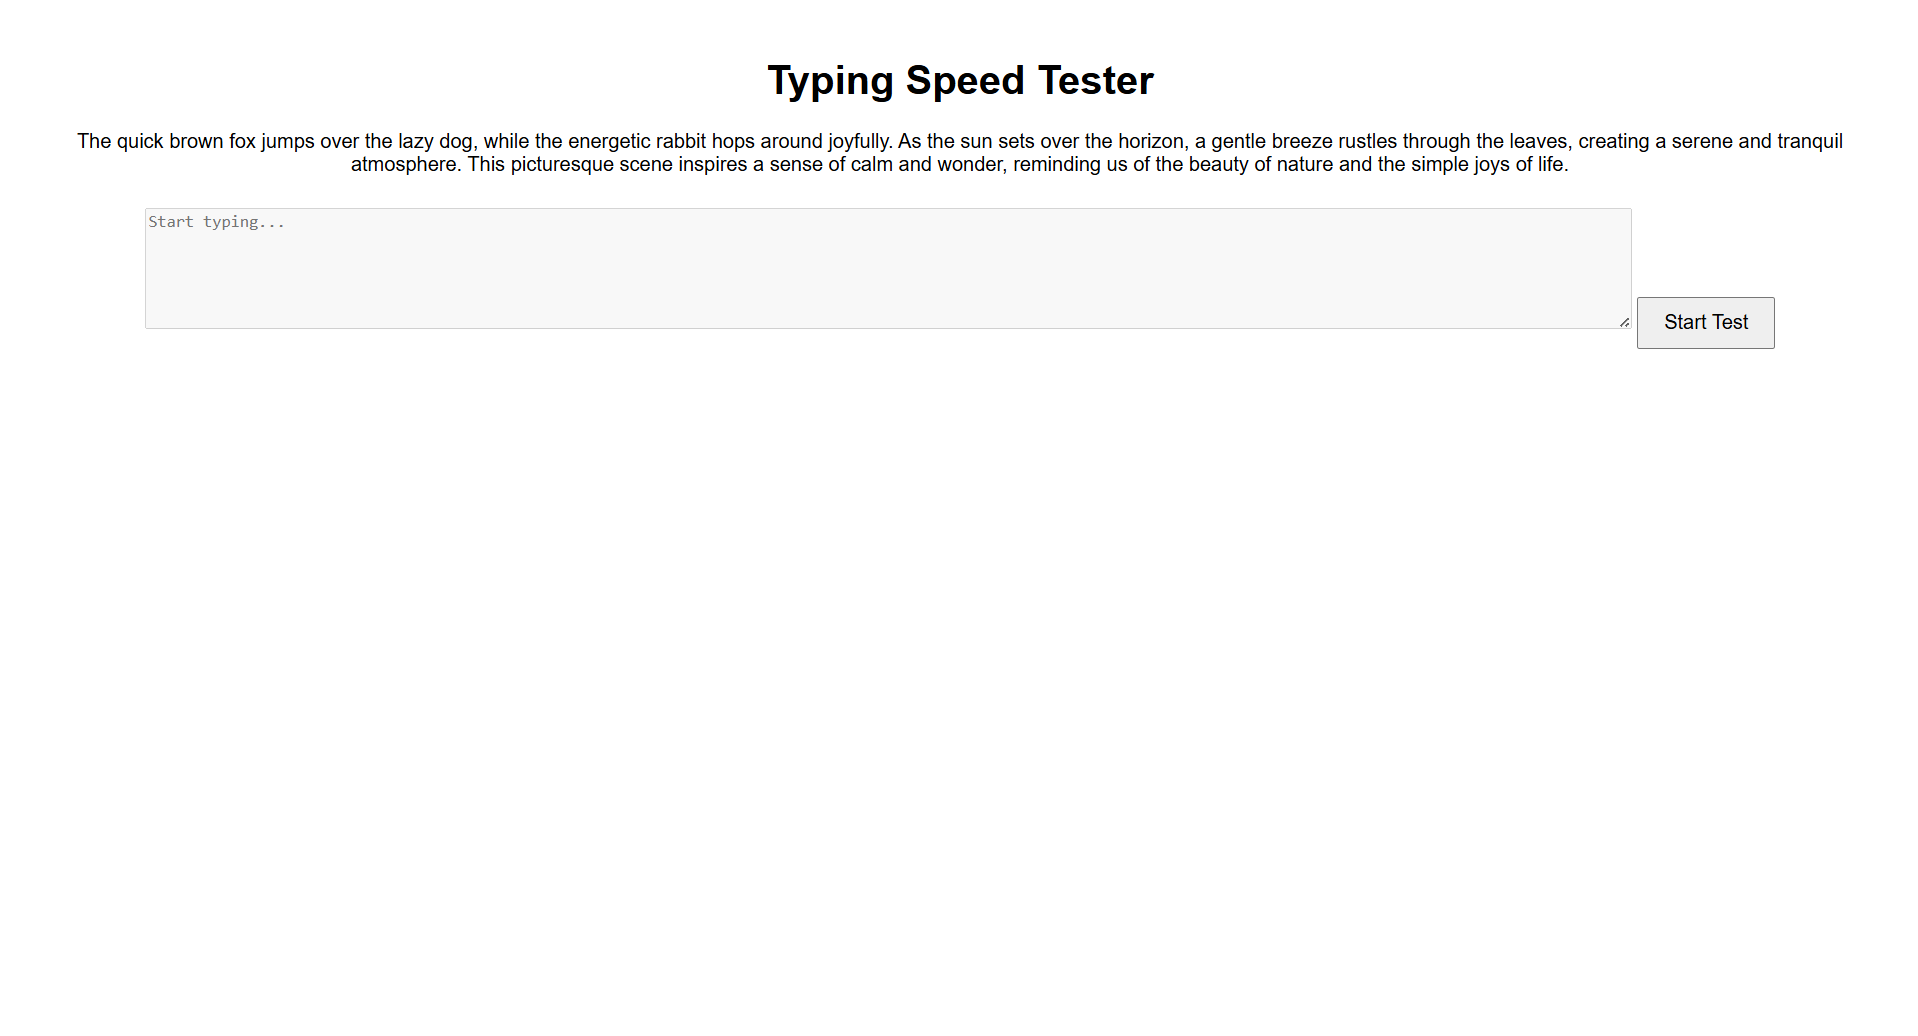 Typing Speed Tester
The quick brown fox jumps over the lazy dog, while the energetic rabbit hops around joyfully. As the sun sets over the horizon, a gentle breeze rustles through the leaves, creating a serene and tranquil
atmosphere. This picturesque scene inspires a sense of calm and wonder, reminding us of the beauty of nature and the simple joys of life.
Start typing...
Start Test